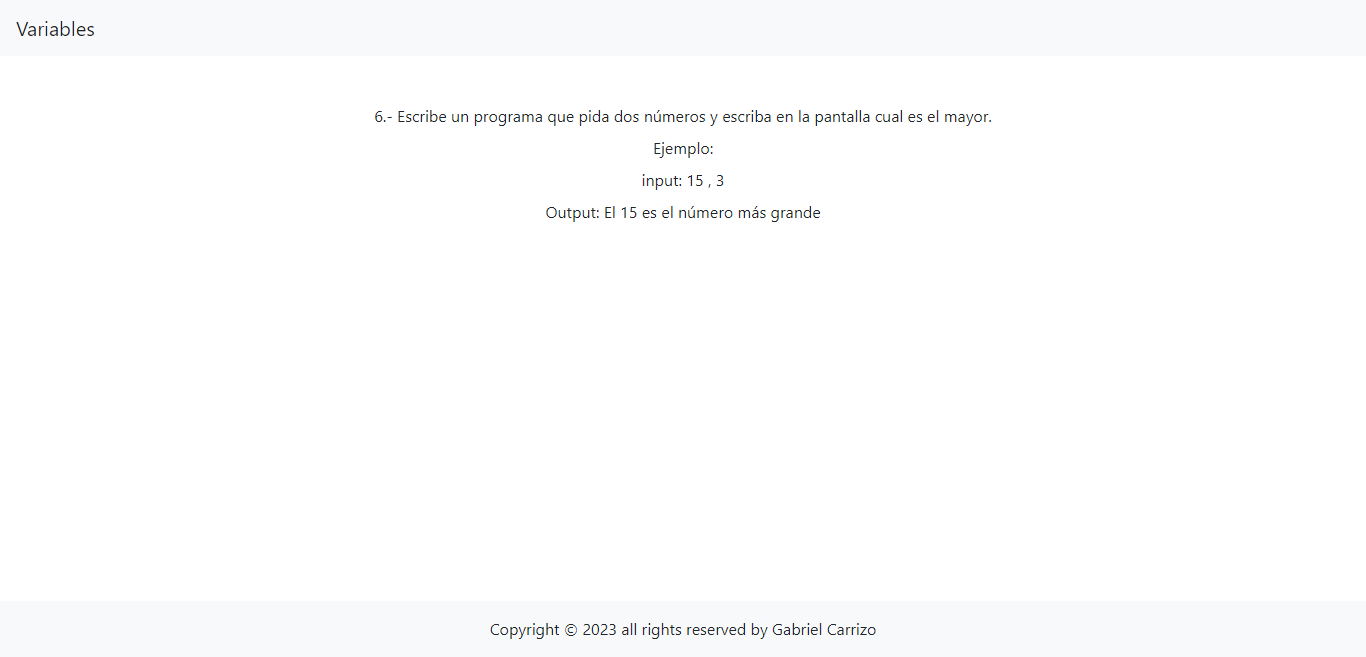 Variables
6.- Escribe un programa que pida dos números y escriba en la pantalla cual es el mayor.
Ejemplo:
input: 15 , 3
Output: El 15 es el número más grande
Copyright © 2023 all rights reserved by Gabriel Carrizo